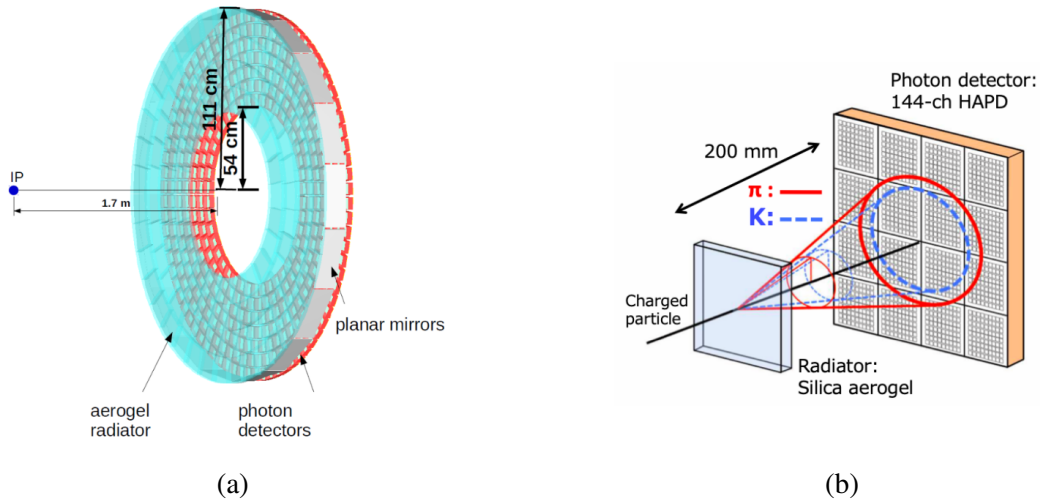 111 cm
54 cm
IP
1.7 m
planar mirrors
aerogel
radiator
photon
detectors
(a)
Photon detector:
144-ch HAPD
200 mm
π:
K:
Charged
particle
Radiator:
Silica aerogel
(b)